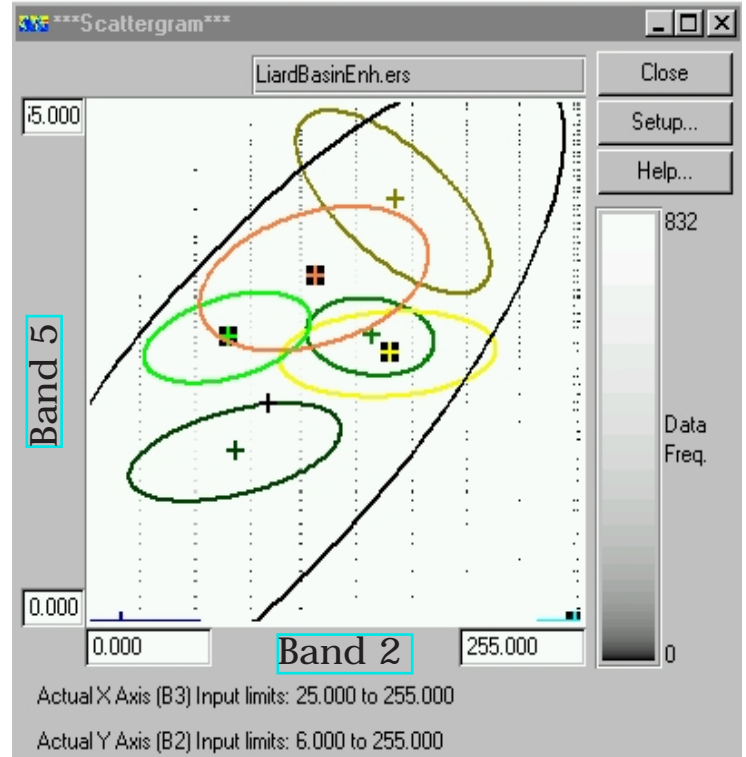 ***Scattergram***
LiardBasinEnh.ers
Close
Setup...
Help...
5.000
832
Band 5
Data
Freq.
0.000
0
0.000
Band 2
255.000
Actual X Axis (B3) Input limits: 25.000 to 255.000
Actual Y Axis (B2) Input limits: 6.000 to 255.000